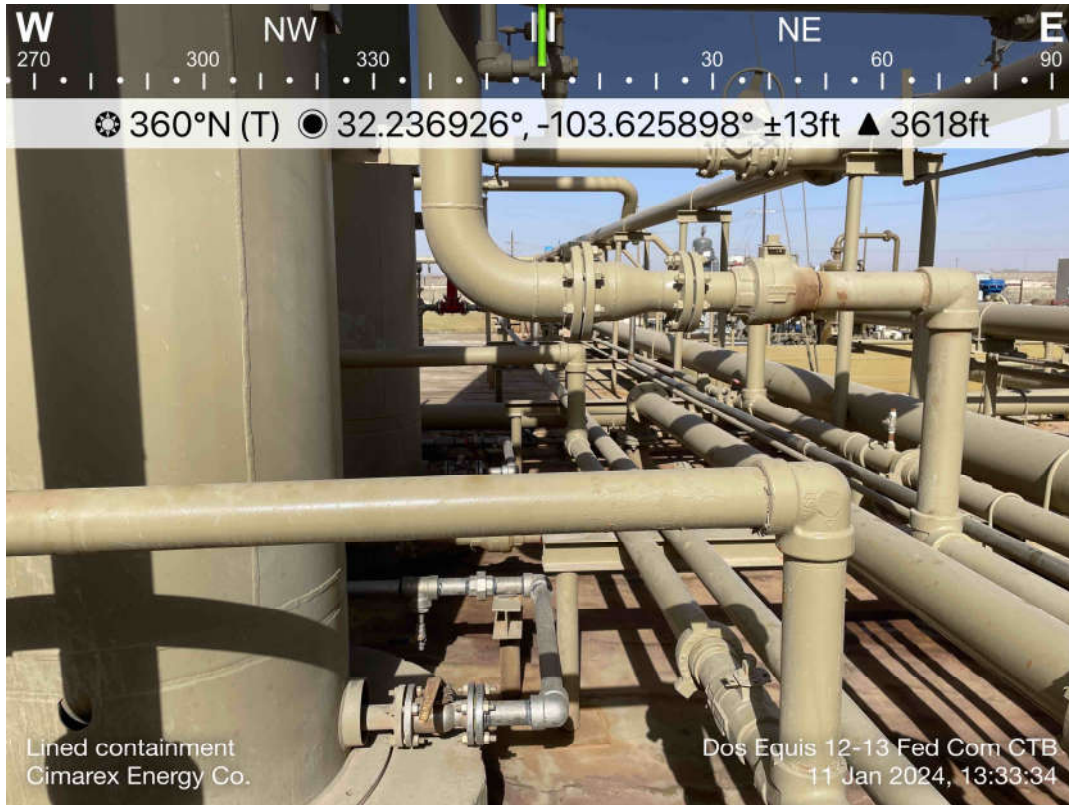 W NW N NE E
270 300 330 30 60 90
360°N (T) 32.236926°, -103.625898° ±13ft ▲ 3618ft
Lined containment
Cimarex Energy Co.
Dos Equis 12-13 Fed Com CTB
11 Jan 2024, 13:33:34